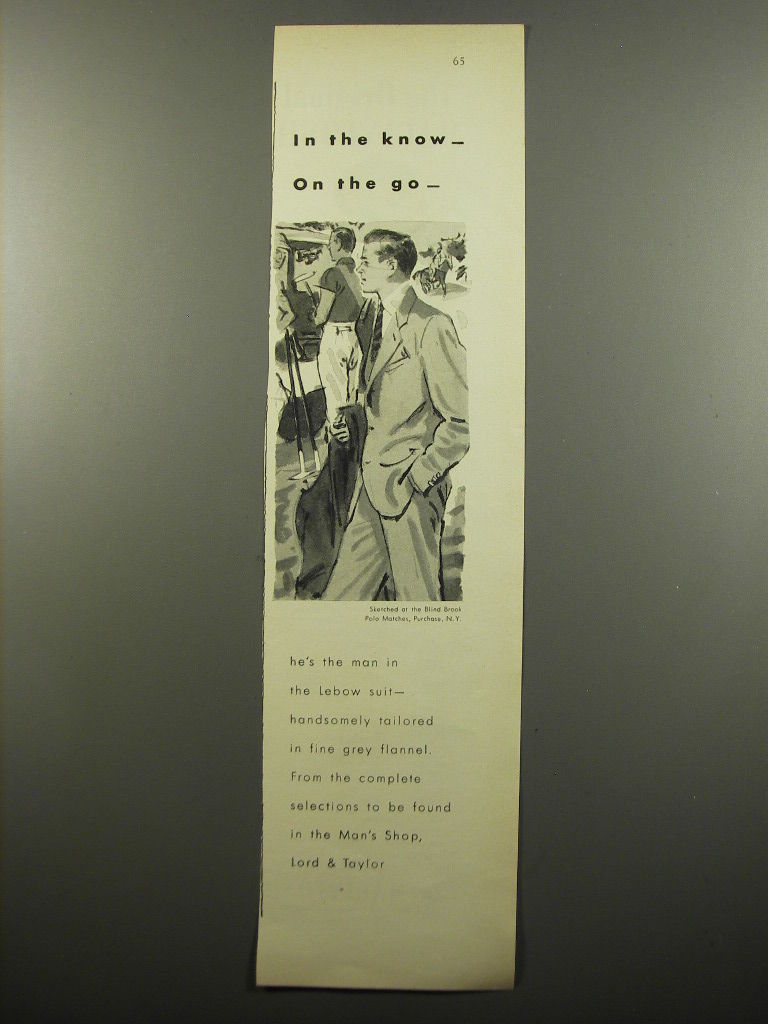 65
In the know—
On the go—
Sketched at the Blind Brook
Polo Matches, Purchase, N.Y.
he's the man in
the Lebow suit—
handsomely tailored
in fine grey flannel.
From the complete
selections to be found
in the Man's Shop,
Lord & Taylor